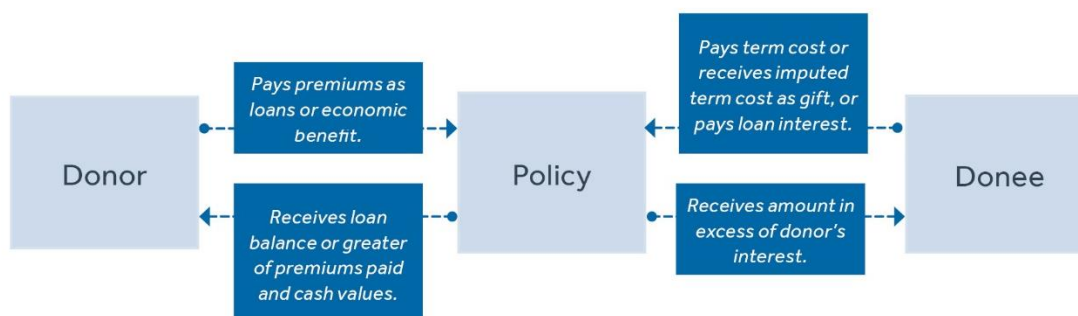 Donor
Pays premiums as
loans or economic
benefit.
Receives loan
balance or greater
of premiums paid
and cash values.
Policy
Pays term cost or
receives imputed
term cost as gift, or
pays loan interest.
Receives amount in
excess of donor's
interest.
Donee